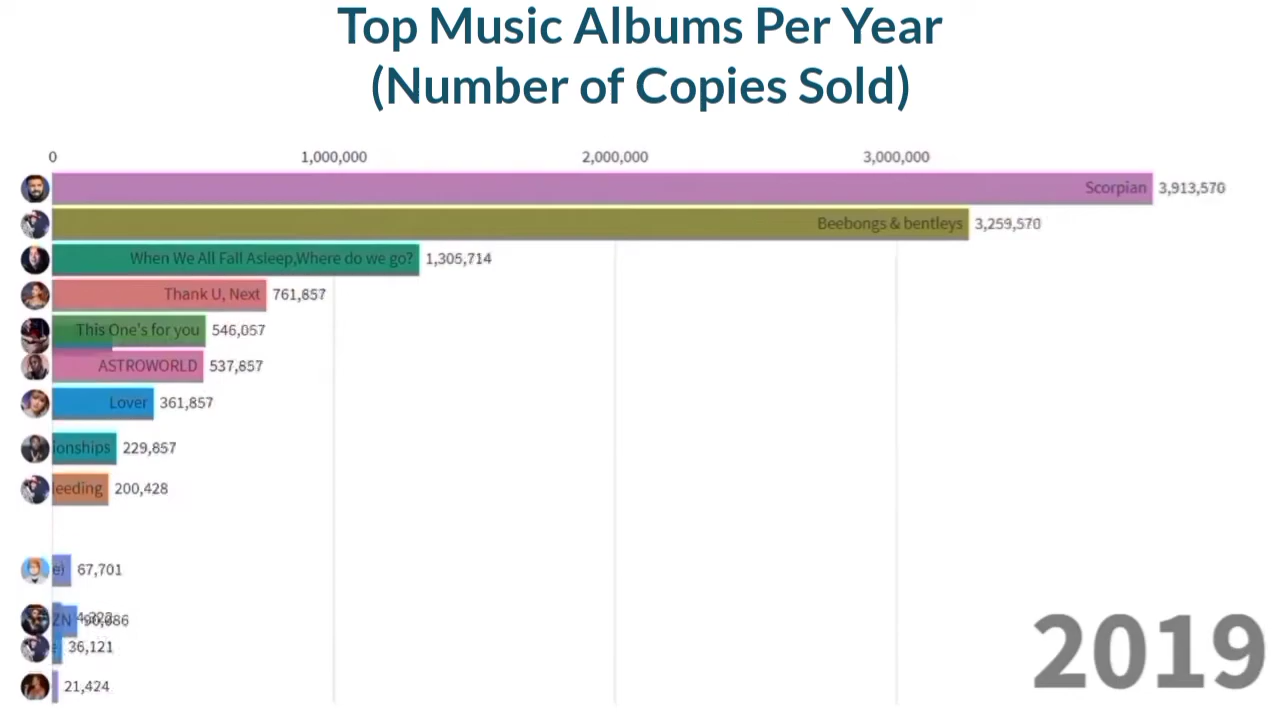 Top Music Albums Per Year
(Number of Copies Sold)
0 1,000,000 2,000,000 3,000,000
Scorpian 3,913,570
Beebongs & bentleys 3,259,570
When We All Fall Asleep,Where do we go? 1,305,714
Thank U, Next 761,857
This One's for you 546,057
ASTROWORLD 537,857
Lover 361,857
ionships 229,857
leeding 200,428
e) 67,701
ZN
36,121
21,424
2019